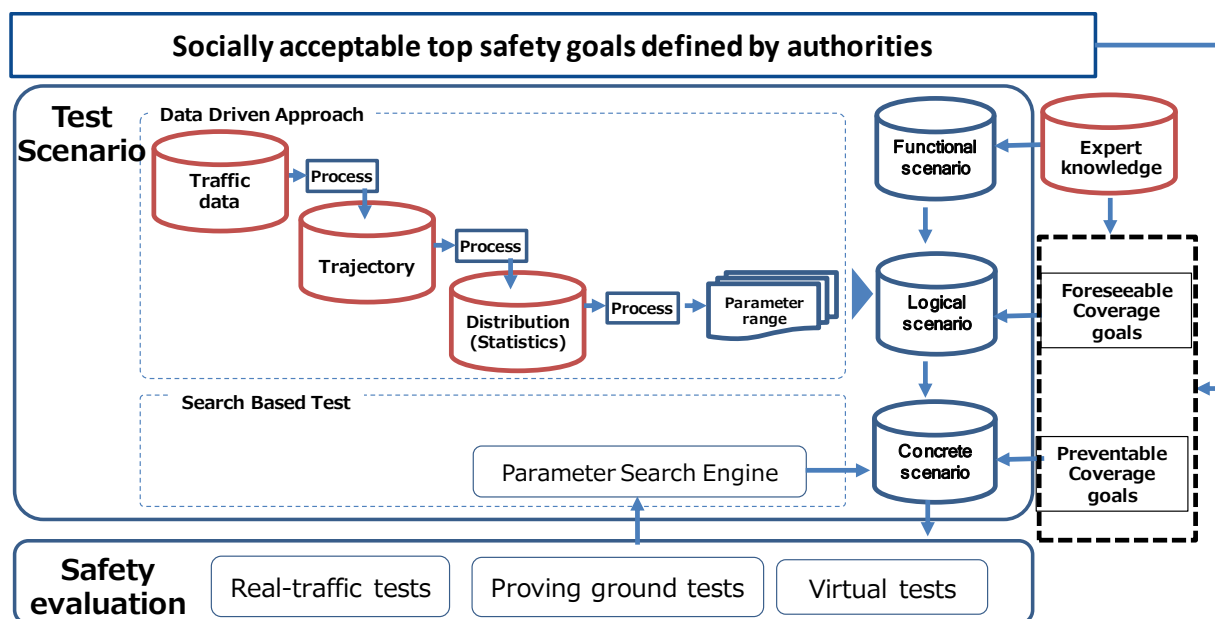 Socially acceptable top safety goals defined by authorities
Test
Scenario
Data Driven Approach
Traffic
data
Process
Trajectory
Process
Distribution
(Statistics)
Process
Parameter
range
Functional
scenario
Expert
knowledge
Logical
scenario
Foreseeable
Coverage
goals
Search Based Test
Parameter Search Engine
Concrete
scenario
Preventable
Coverage
goals
Safety
evaluation
Real-traffic tests
Proving ground tests
Virtual tests